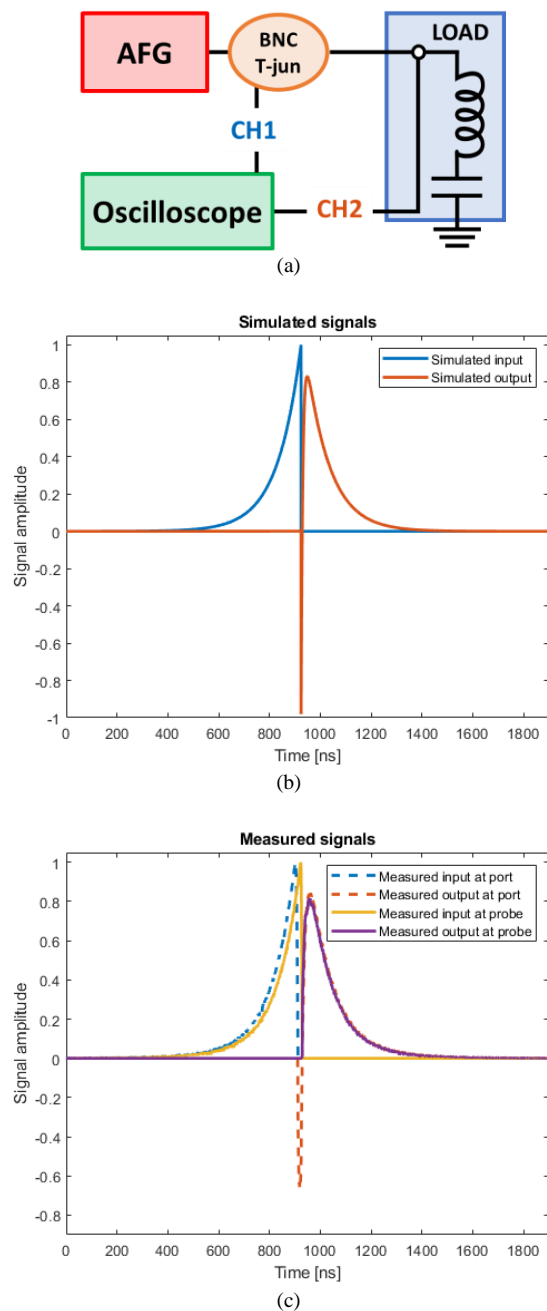 AFG
BNC
T-jun
LOAD
CH1
Oscilloscope
CH2
(a)
Simulated signals
Simulated input
Simulated output
Signal amplitude
1
0.8
0.6
0.4
0.2
0
-0.2
-0.4
-0.6
-0.8
-1
0 200 400 600 800 1000 1200 1400 1600 1800
Time [ns]
(b)
Measured signals
Measured input at port
Measured output at port
Measured input at probe
Measured output at probe
Signal amplitude
1
0.8
0.6
0.4
0.2
0
-0.2
-0.4
-0.6
-0.8
0 200 400 600 800 1000 1200 1400 1600 1800
Time [ns]
(c)